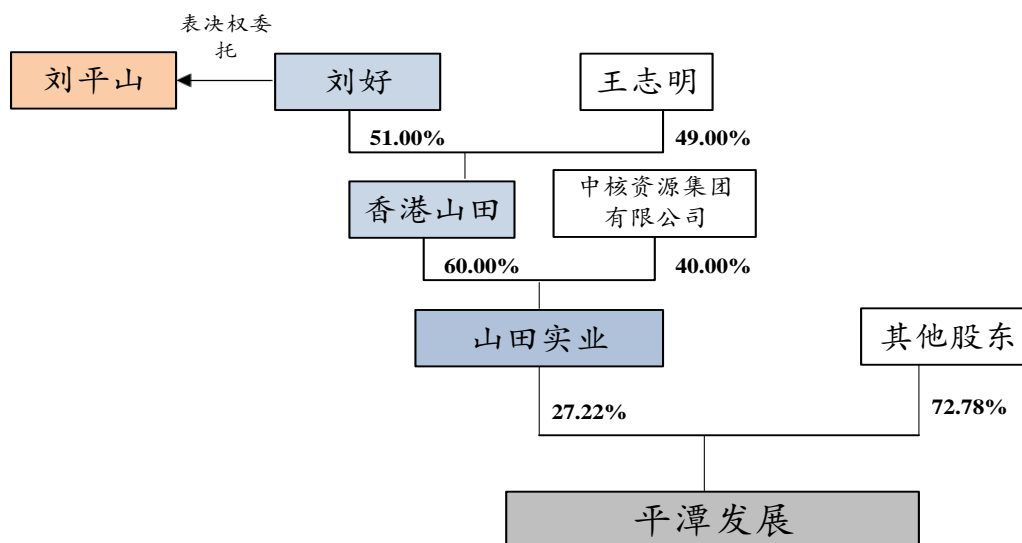 表决权委
托
刘平山
刘好
王志明
51.00%
49.00%
香港山田
中核资源集团
有限公司
60.00%
40.00%
山田实业
其他股东
27.22%
72.78%
平潭发展